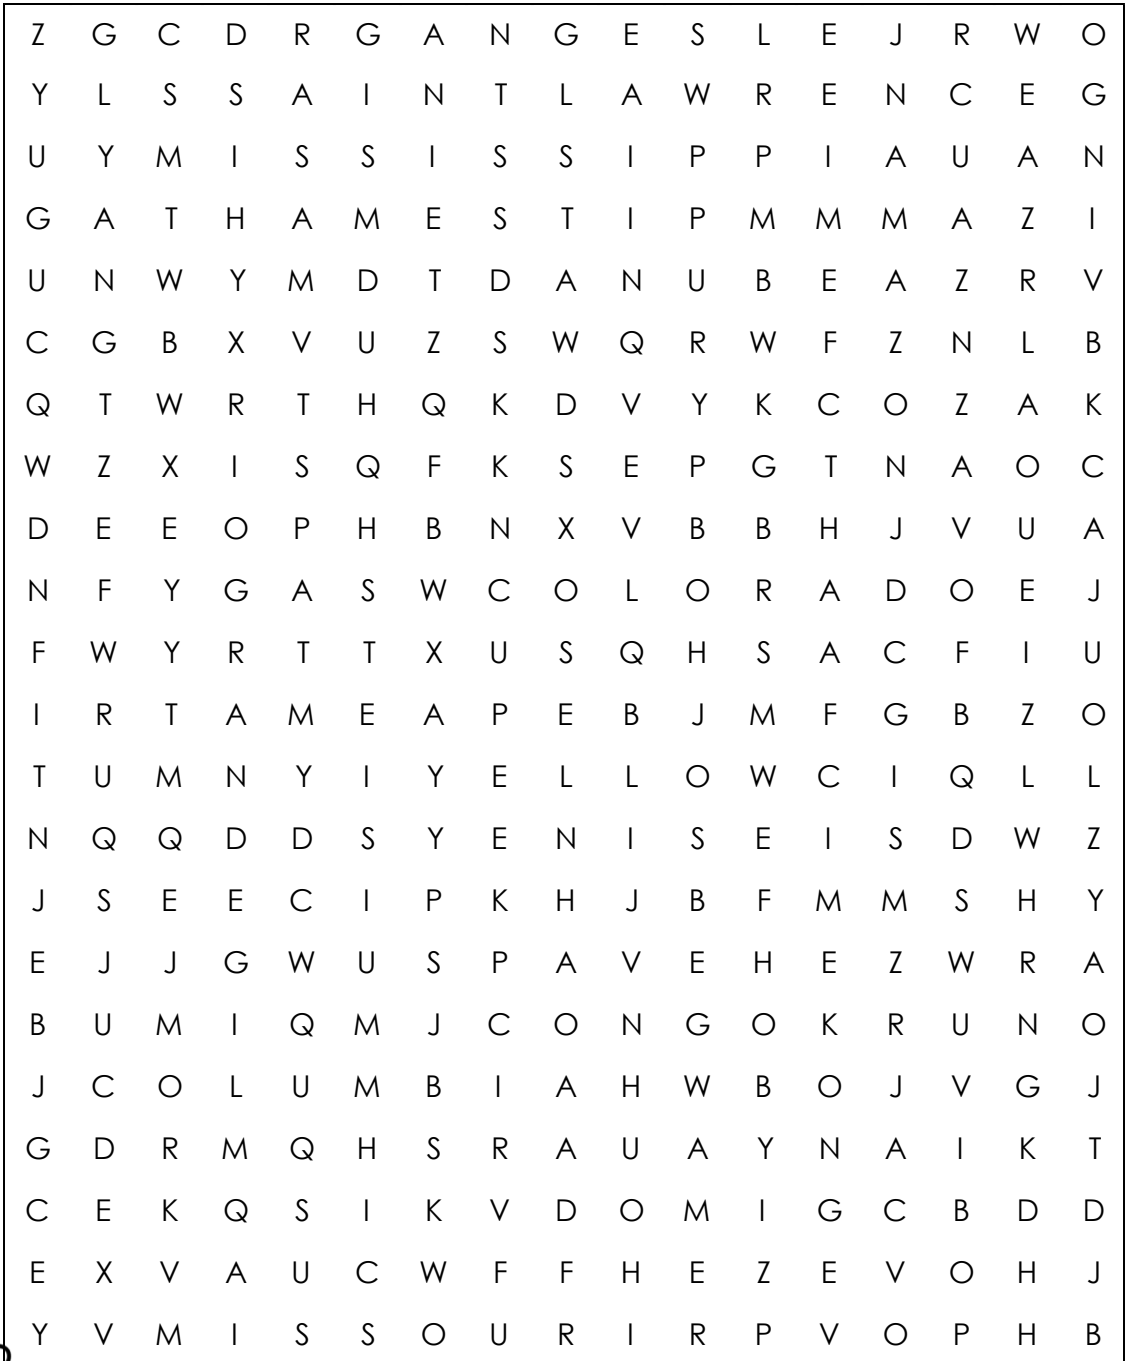 Z G C D R G A N G E S L E J R W O
Y L S S A I N T L A W R E N C E G
U Y M I S S I S S I P P I A U A N
G A T H A M E S T I P M M M A Z I
U N W Y M D T D A N U B E A Z R V
C G B X V U Z S W Q R W F Z N L B
Q T W R T H Q K D V Y K C O Z A K
W Z X I S Q F K S E P G T N A O C
D E E O P H B N X V B B H J V U A
N F Y G A S W C O L O R A D O E J
F W Y R T T X U S Q H S A C F I U
I R T A M E A P E B J M F G B Z O
T U M N Y I Y E L L O W C I Q L L
N Q Q D D S Y E N I S E I S D W Z
J S E E C I P K H J B F M M S H Y
E J J G W U S P A V E H E Z W R A
B U M I Q M J C O N G O K R U N O
J C O L U M B I A H W B O J V G J
G D R M Q H S R A U A Y N A I K T
C E K Q S I K V D O M I G C B D D
E X V A U C W F F H E Z E V O H J
Y V M I S S O U R I R P V O P H B